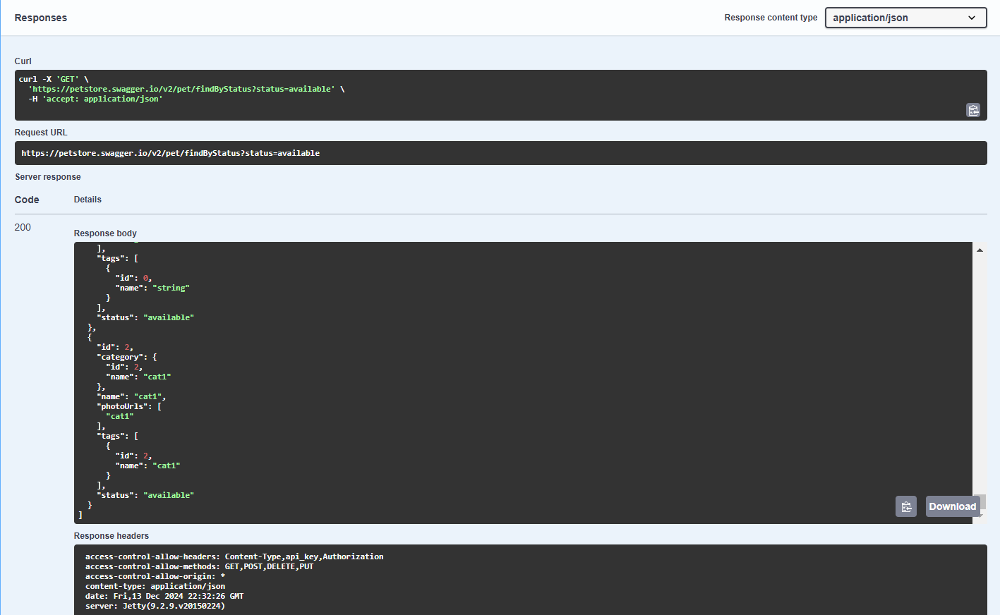 Responses
Response content type
application/json
Curl
curl -X 'GET' \
  'https://petstore.swagger.io/v2/pet/findByStatus?status=available' \
  -H 'accept: application/json'
Request URL
https://petstore.swagger.io/v2/pet/findByStatus?status=available
Server response
Code
Details
200
Response body
    ],
    "tags": [
      {
        "id": 0,
        "name": "string"
      }
    ],
    "status": "available"
  },
  {
    "id": 2,
    "category": {
      "id": 2,
      "name": "cat1"
    },
    "name": "cat1",
    "photoUrls": [
      "cat1"
    ],
    "tags": [
      {
        "id": 2,
        "name": "cat1"
      }
    ],
    "status": "available"
  }
]
Download
Response headers
access-control-allow-headers: Content-Type,api_key,Authorization
access-control-allow-methods: GET,POST,DELETE,PUT
access-control-allow-origin: *
content-type: application/json
date: Fri,13 Dec 2024 22:32:26 GMT
server: Jetty(9.2.9.v20150224)